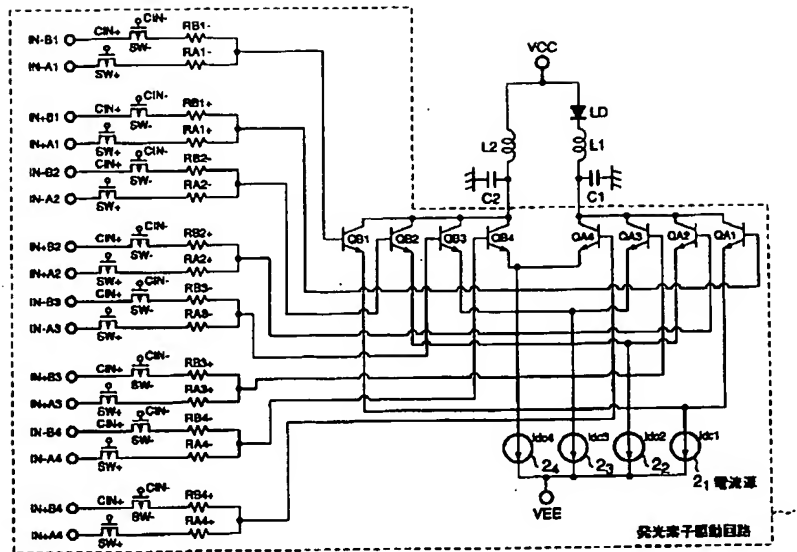 IN-B1 CIN+ CIN- SW- RB1-
IN-A1 SW+ RA1-
IN+B1 CIN+ CIN- SW- RB1+
IN+A1 SW+ RA1+
IN-B2 CIN+ CIN- SW- RB2-
IN-A2 SW+ RA2-
IN+B2 CIN+ CIN- SW- RB2+
IN+A2 SW+ RA2+
IN-B3 CIN+ CIN- SW- RB3-
IN-A3 SW+ RA3-
IN+B3 CIN+ CIN- SW- RB3+
IN+A3 SW+ RA3+
IN-B4 CIN+ CIN- SW- RB4-
IN-A4 SW+ RA4-
IN+B4 CIN+ CIN- SW- RB4+
IN+A4 SW+ RA4+
VCC
LD
L2 L1
C2 C1
QB1 QB2 QB3 QB4 QA4 QA3 QA2 QA1
Idc4 Idc3 Idc2 Idc1
24 23 22 21 電流源
VEE
発光素子駆動回路